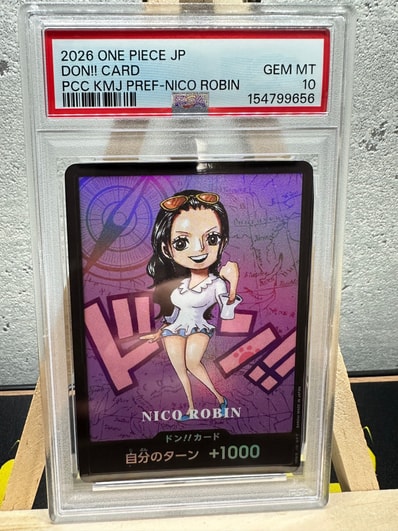 2026 ONE PIECE JP
DON!! CARD GEM MT
PCC KMJ PREF-NICO ROBIN 10
154799656
ドン!!
NICO ROBIN
ドン!!カード
自分のターン +1000